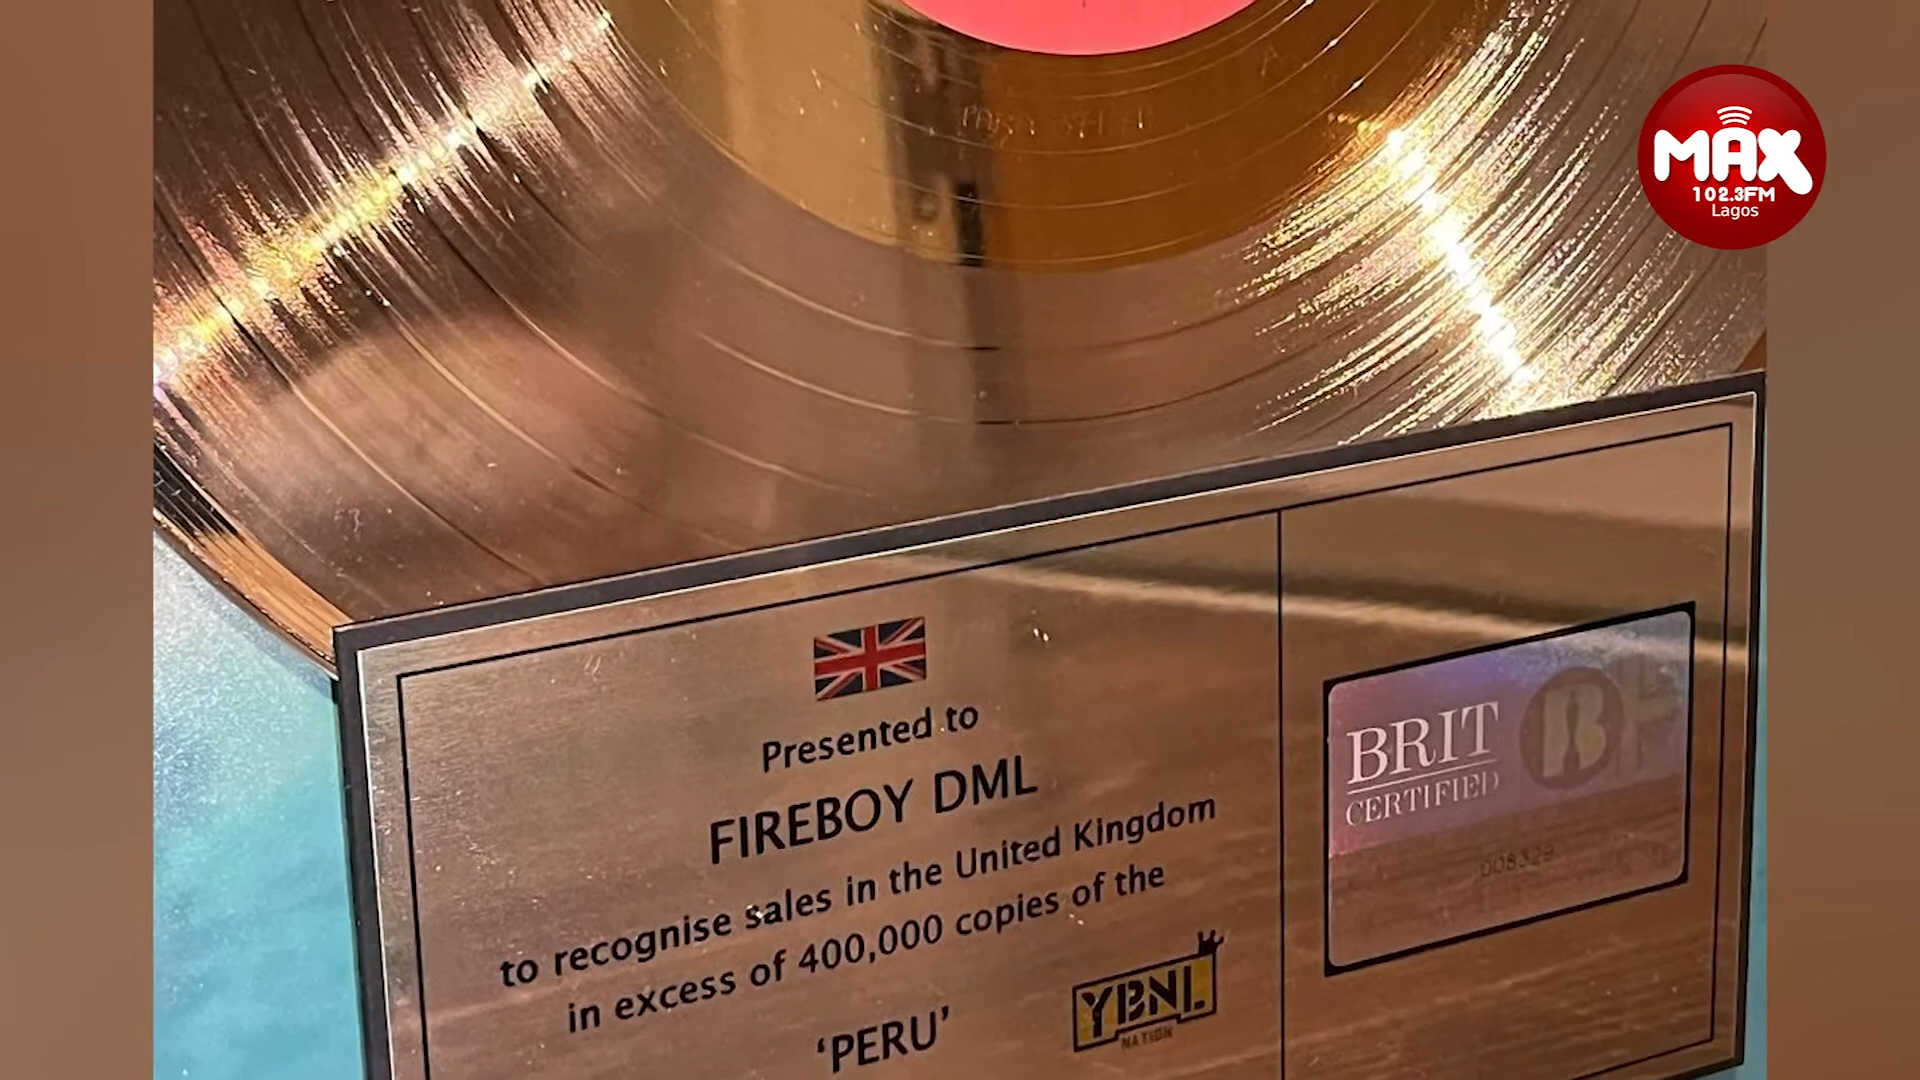 MAX
102.3FM
Lagos
Presented to
FIREBOY DML
to recognise sales in the United Kingdom
in excess of 400,000 copies of the
'PERU'
YBNL
NATION
BRIT
CERTIFIED